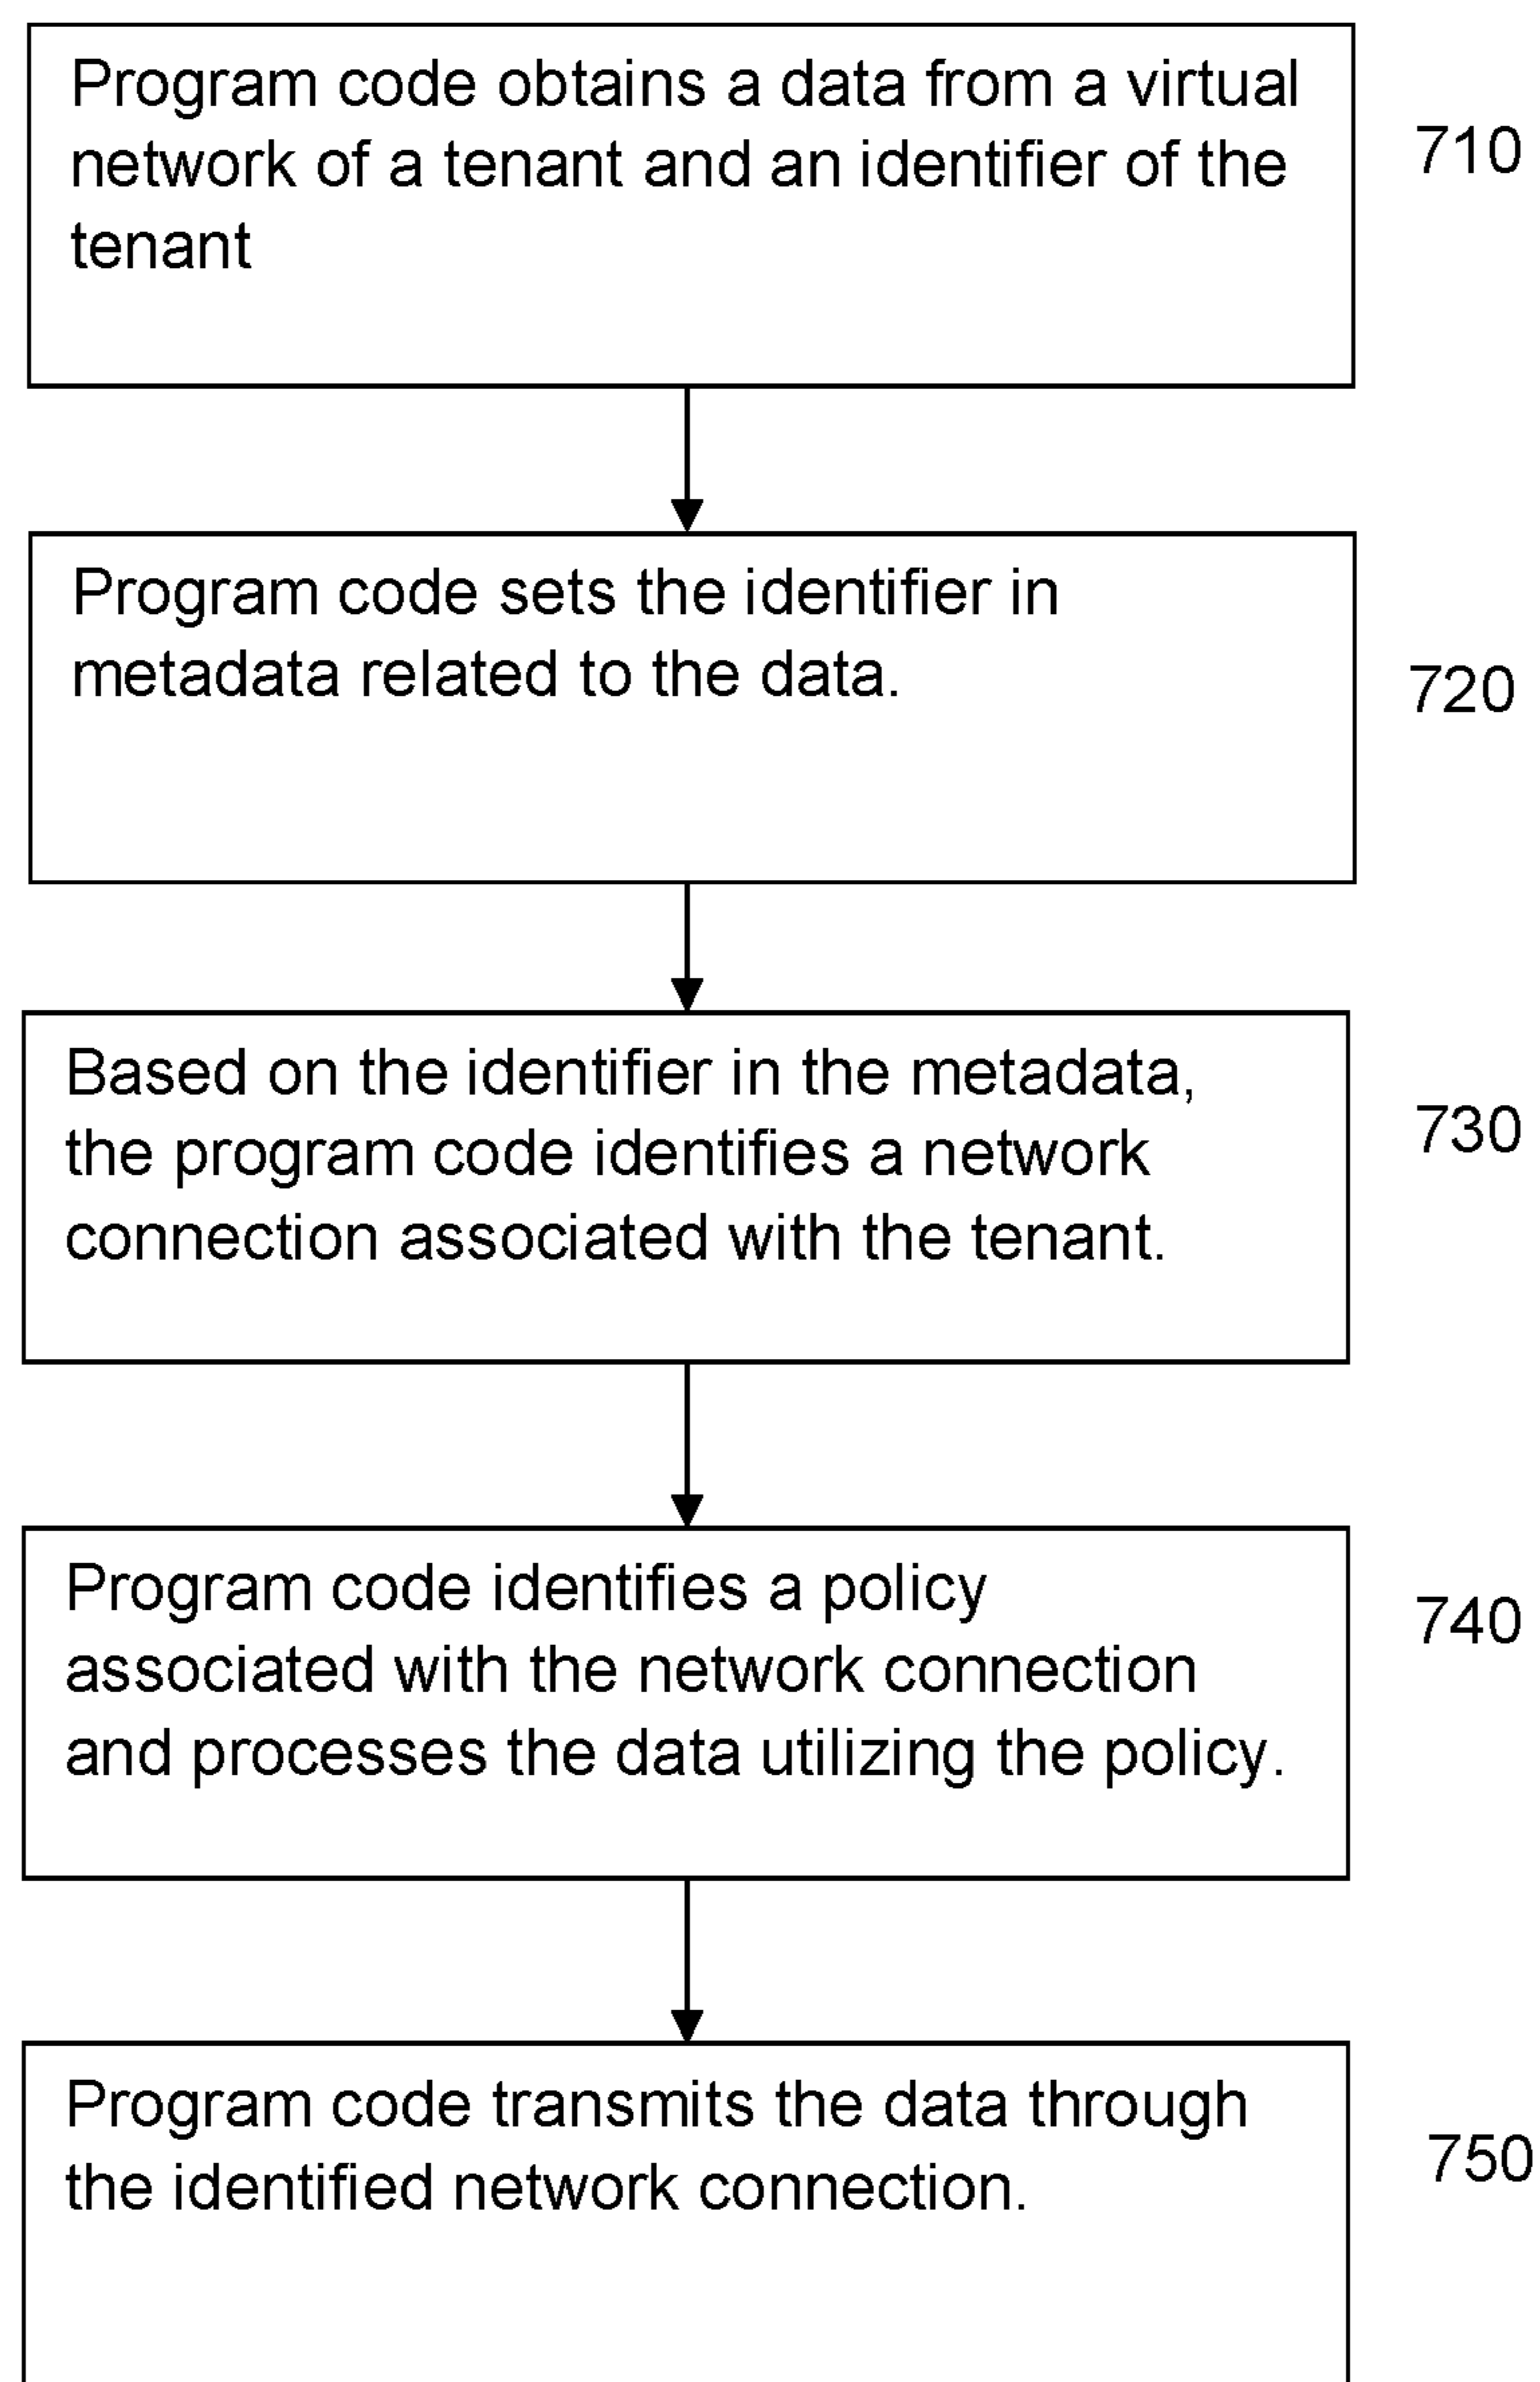 Program code obtains a data from a virtual
network of a tenant and an identifier of the
tenant
710
Program code sets the identifier in
metadata related to the data.
720
Based on the identifier in the metadata,
the program code identifies a network
connection associated with the tenant.
730
Program code identifies a policy
associated with the network connection
and processes the data utilizing the policy.
740
Program code transmits the data through
the identified network connection.
750